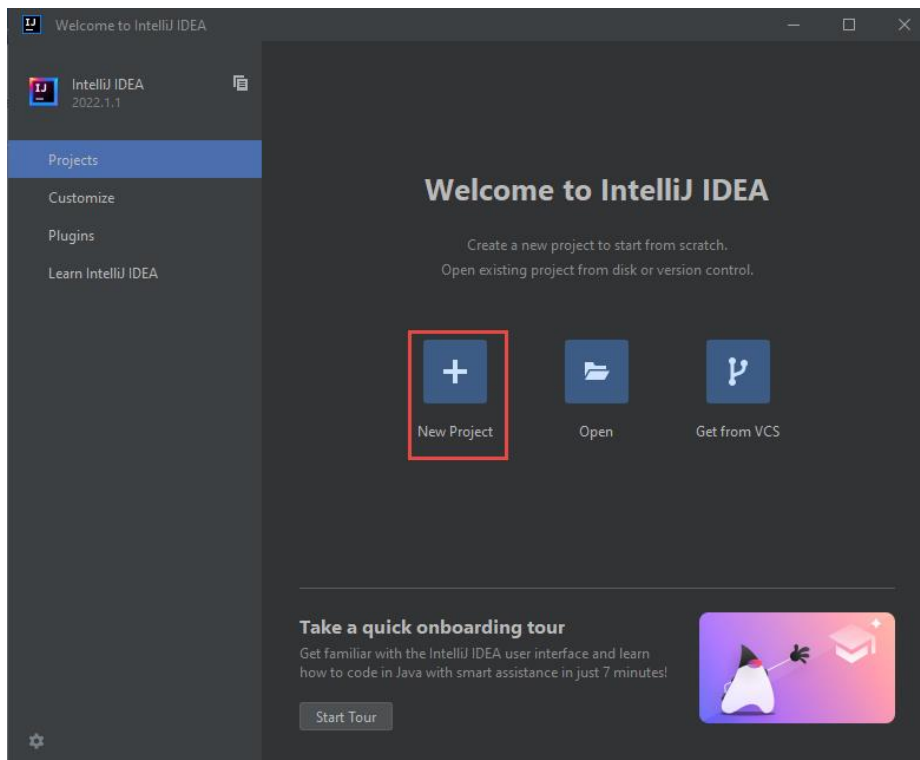 Welcome to IntelliJ IDEA
IntelliJ IDEA
2022.1.1
Projects
Customize
Plugins
Learn IntelliJ IDEA
Welcome to IntelliJ IDEA
Create a new project to start from scratch.
Open existing project from disk or version control.
New Project
Open
Get from VCS
Take a quick onboarding tour
Get familiar with the IntelliJ IDEA user interface and learn
how to code in Java with smart assistance in just 7 minutes!
Start Tour